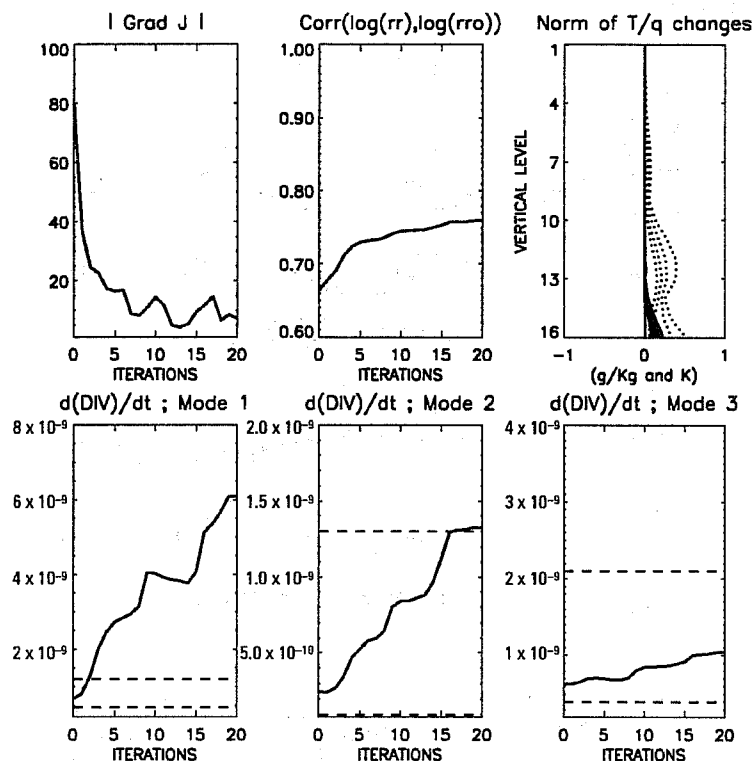 | Grad J |
Corr(log(rr),log(rro))
Norm of T/q changes
100
80
60
40
20
0 5 10 15 20
ITERATIONS
1.00
0.90
0.80
0.70
0.60
0 5 10 15 20
ITERATIONS
VERTICAL LEVEL
1
4
7
10
13
16
-1 0 1
(g/Kg and K)
d(DIV)/dt ; Mode 1
d(DIV)/dt ; Mode 2
d(DIV)/dt ; Mode 3
8 x 10-9
6 x 10-9
4 x 10-9
2 x 10-9
0 5 10 15 20
ITERATIONS
2.0 x 10-9
1.5 x 10-9
1.0 x 10-9
5.0 x 10-10
0 5 10 15 20
ITERATIONS
4 x 10-9
3 x 10-9
2 x 10-9
1 x 10-9
0 5 10 15 20
ITERATIONS